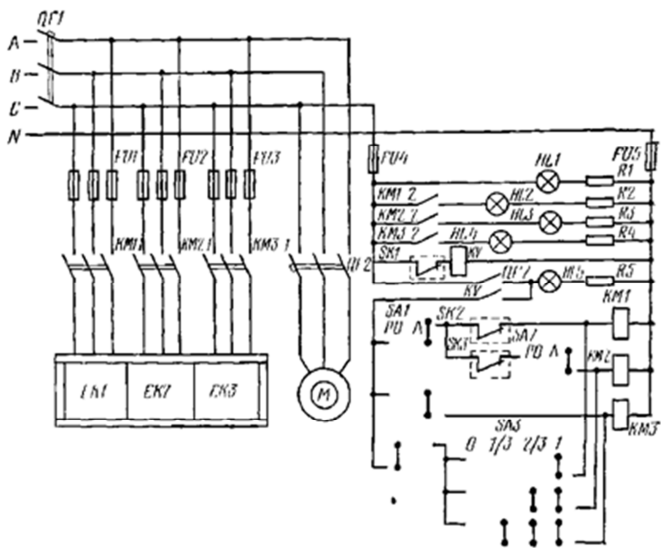 QF1
A
B
C
N
FU1 FU2 FU3
FU4 FU5
HL1 R1
KM1 2 HL2 R2
KM2 2 HL3 R3
KM3 2 HL4 R4
KM1.1 KM2.1 KM3.1 QF2
SK1 KV
QF2 HL5 R5
KV
SA1 SK2 KM1
PO A SA2
SK3 PO A KM2
EK1 EK2 EK3 M
KM3
SA3
0 1/3 2/3 1